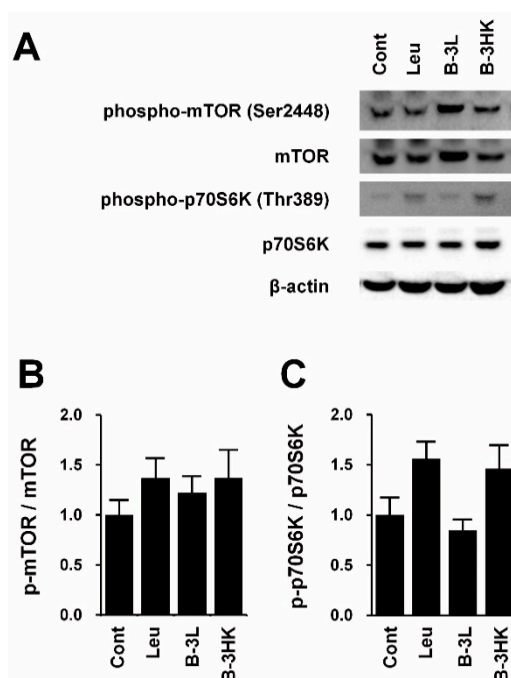 A
Cont Leu B-3L B-3HK
phospho-mTOR (Ser2448)
mTOR
phospho-p70S6K (Thr389)
p70S6K
β-actin
B
p-mTOR / mTOR
2.0
1.5
1.0
0.5
0.0
Cont Leu B-3L B-3HK
C
p-p70S6K / p70S6K
2.0
1.5
1.0
0.5
0.0
Cont Leu B-3L B-3HK